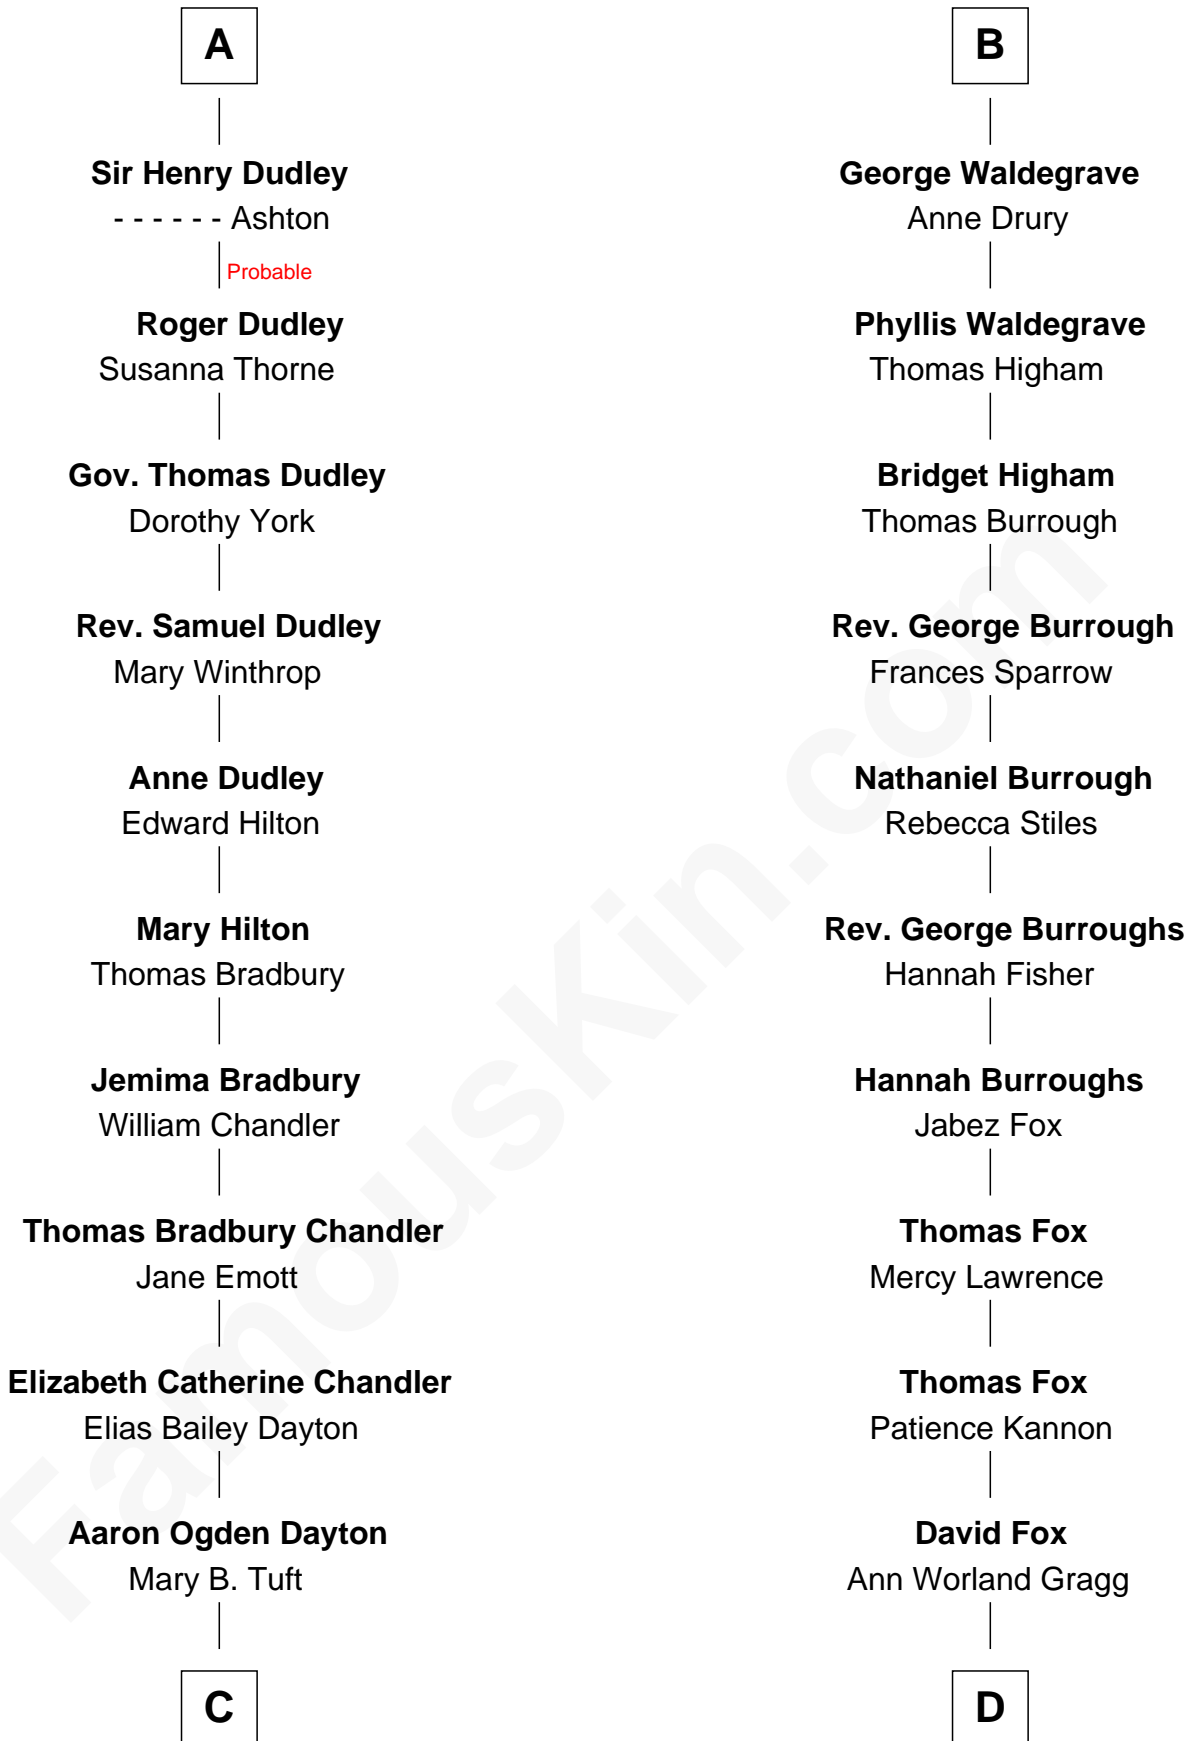 A
Sir Henry Dudley
- - - - - - Ashton
Probable
Roger Dudley
Susanna Thorne
Gov. Thomas Dudley
Dorothy York
Rev. Samuel Dudley
Mary Winthrop
Anne Dudley
Edward Hilton
Mary Hilton
Thomas Bradbury
Jemima Bradbury
William Chandler
Thomas Bradbury Chandler
Jane Emott
Elizabeth Catherine Chandler
Elias Bailey Dayton
Aaron Ogden Dayton
Mary B. Tuft
C
B
George Waldegrave
Anne Drury
Phyllis Waldegrave
Thomas Higham
Bridget Higham
Thomas Burrough
Rev. George Burrough
Frances Sparrow
Nathaniel Burrough
Rebecca Stiles
Rev. George Burroughs
Hannah Fisher
Hannah Burroughs
Jabez Fox
Thomas Fox
Mercy Lawrence
Thomas Fox
Patience Kannon
David Fox
Ann Worland Gragg
D
FamousKin.com